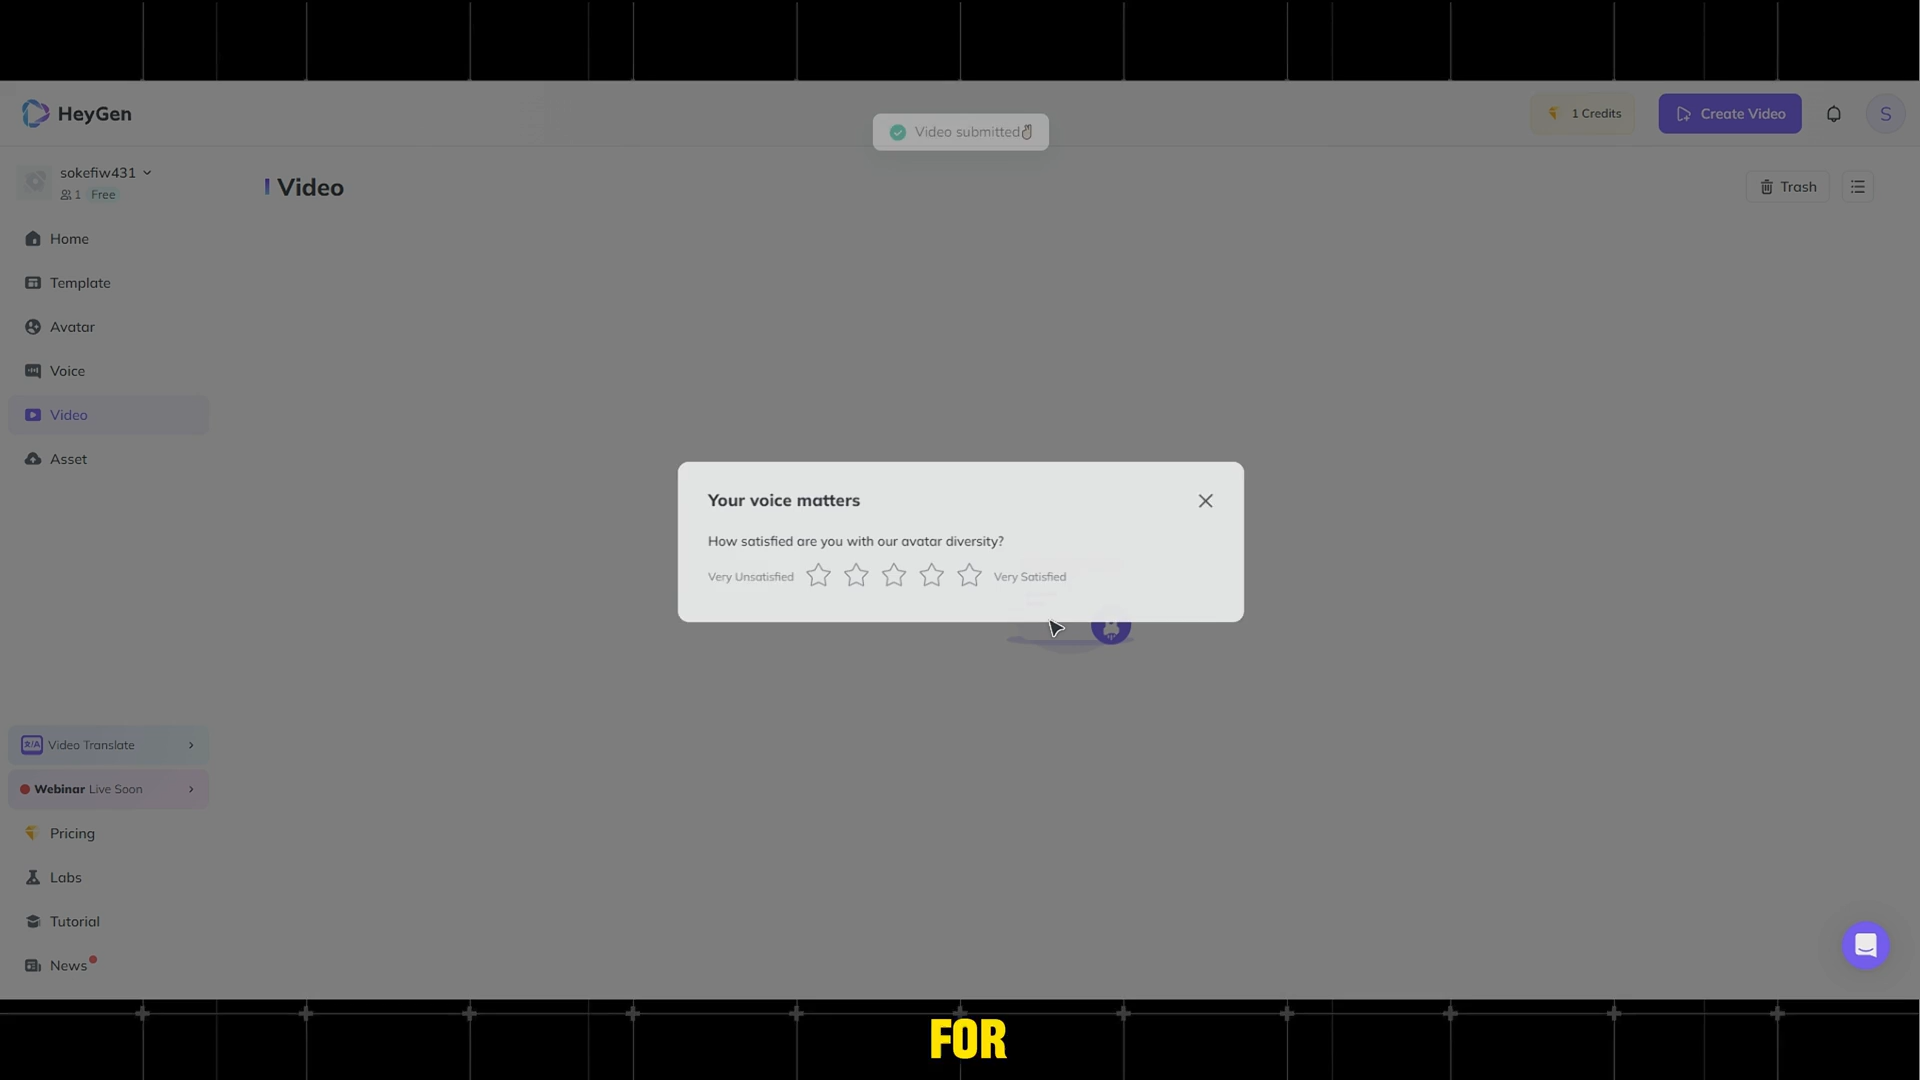 HeyGen
Video submitted✌
1 Credits
Create Video
S
sokefiw431
1
Free
Video
Trash
Home
Template
Avatar
Voice
Video
Asset
Your voice matters
How satisfied are you with our avatar diversity?
Very Unsatisfied
Very Satisfied
Video Translate
Webinar Live Soon
Pricing
Labs
Tutorial
News
FOR